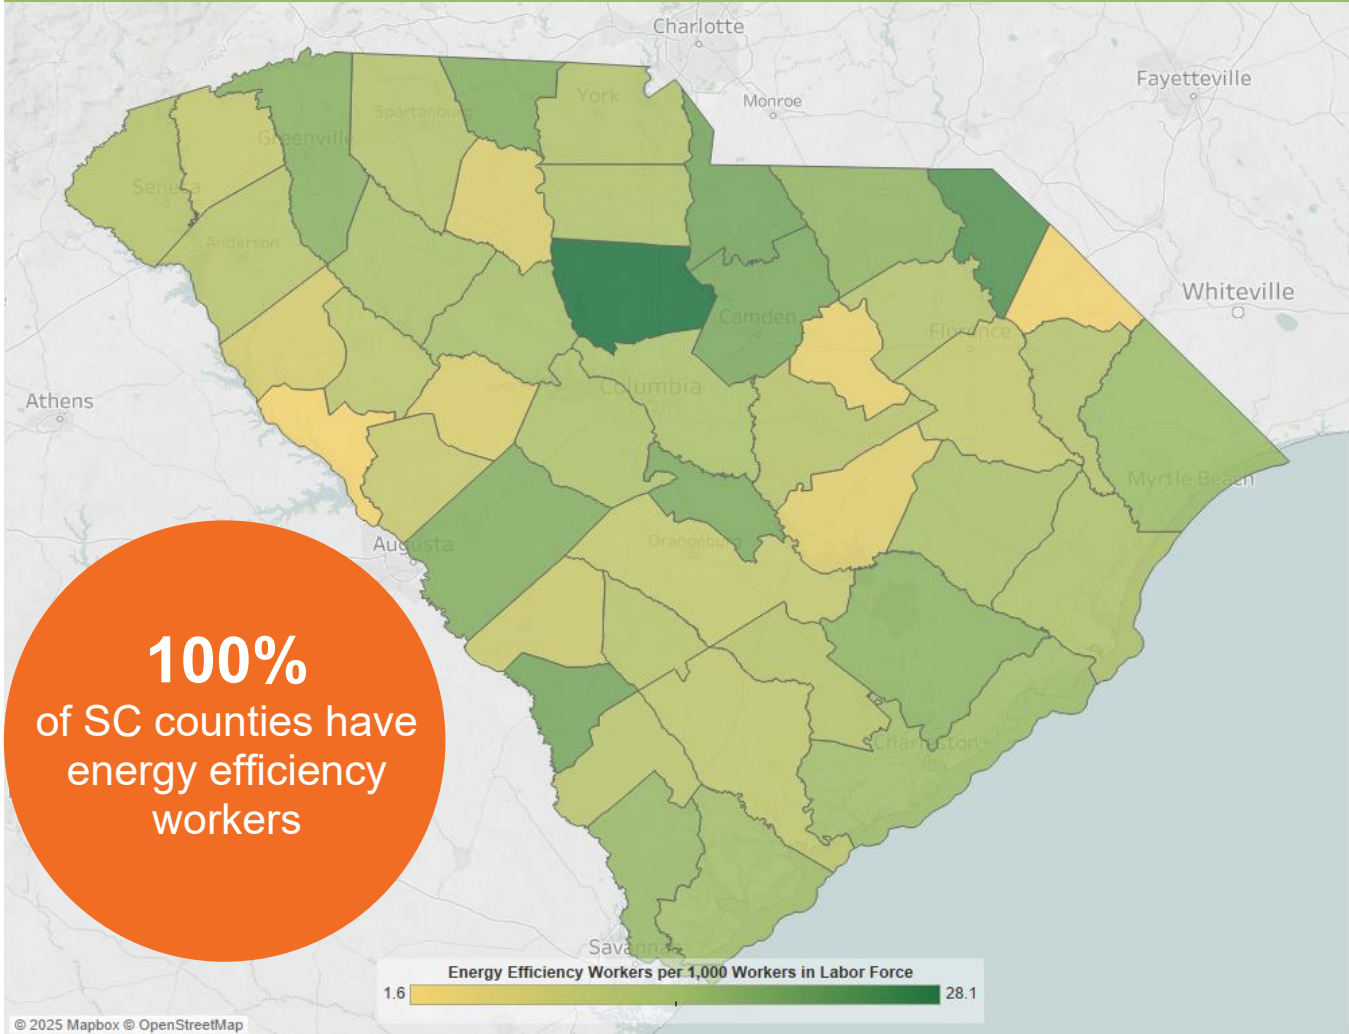 Charlotte
Fayetteville
Monroe
York
Spartanburg
Greenville
Seneca
Anderson
Whiteville
Camden
Florence
Columbia
Athens
Myrtle Beach
Augusta
Orangeburg
100%
of SC counties have
energy efficiency
workers
Charleston
Savannah
Energy Efficiency Workers per 1,000 Workers in Labor Force
1.6
28.1
© 2025 Mapbox © OpenStreetMap